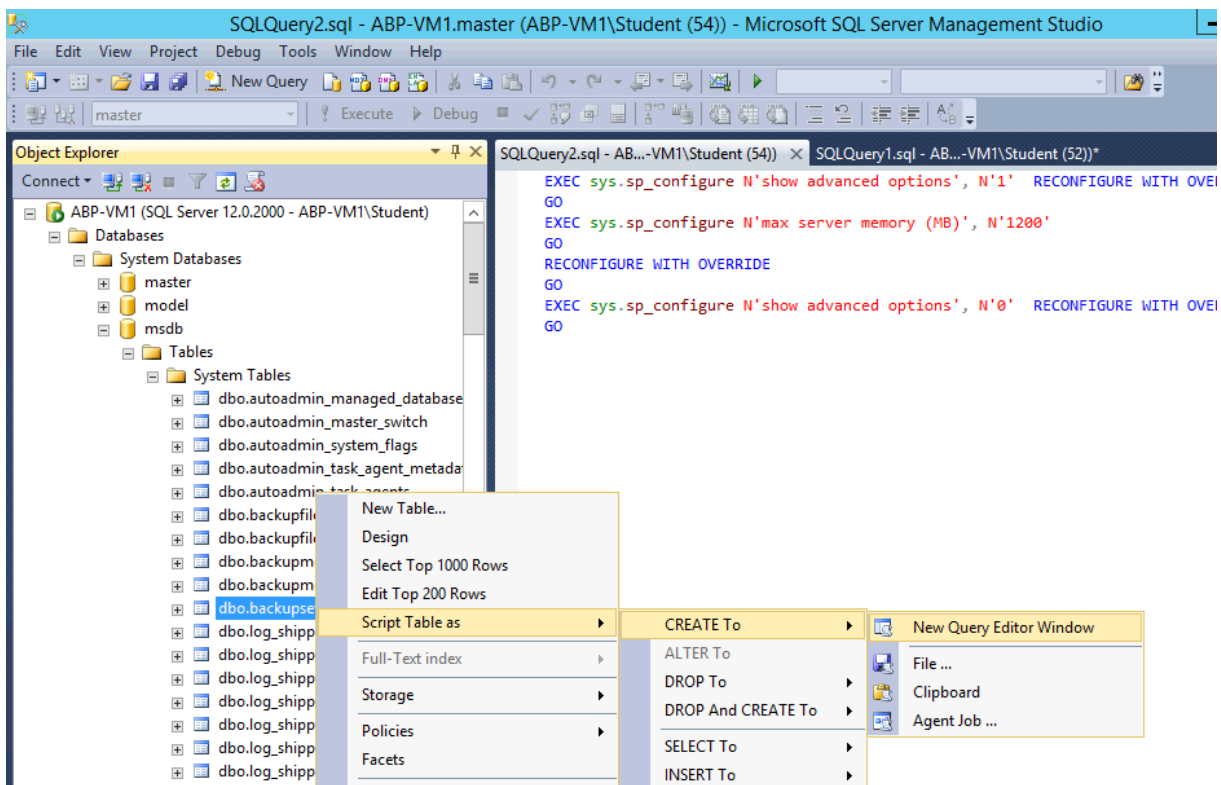 SQLQuery2.sql - ABP-VM1.master (ABP-VM1\Student (54)) - Microsoft SQL Server Management Studio
File Edit View Project Debug Tools Window Help
New Query
master Execute Debug
Object Explorer
SQLQuery2.sql - AB...-VM1\Student (54)) SQLQuery1.sql - AB...-VM1\Student (52))*
Connect
ABP-VM1 (SQL Server 12.0.2000 - ABP-VM1\Student)
Databases
System Databases
master
model
msdb
Tables
System Tables
dbo.autoadmin_managed_database
dbo.autoadmin_master_switch
dbo.autoadmin_system_flags
dbo.autoadmin_task_agent_metada
dbo.autoadmin_task_agents
dbo.backupfil
dbo.backupfil
dbo.backupm
dbo.backupm
dbo.backupse
dbo.log_shipp
dbo.log_shipp
dbo.log_shipp
dbo.log_shipp
dbo.log_shipp
dbo.log_shipp
dbo.log_shipp
EXEC sys.sp_configure N'show advanced options', N'1' RECONFIGURE WITH OVE
GO
EXEC sys.sp_configure N'max server memory (MB)', N'1200'
GO
RECONFIGURE WITH OVERRIDE
GO
EXEC sys.sp_configure N'show advanced options', N'0' RECONFIGURE WITH OVE
GO
New Table...
Design
Select Top 1000 Rows
Edit Top 200 Rows
Script Table as
Full-Text index
Storage
Policies
Facets
CREATE To
ALTER To
DROP To
DROP And CREATE To
SELECT To
INSERT To
New Query Editor Window
File ...
Clipboard
Agent Job ...